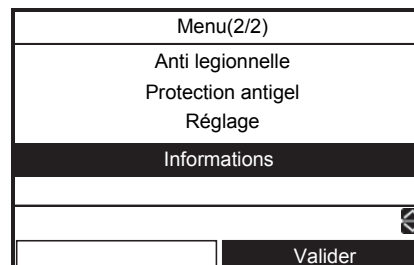 Menu(2/2)
Anti legionnelle
Protection antigel
Réglage
Informations
Valider